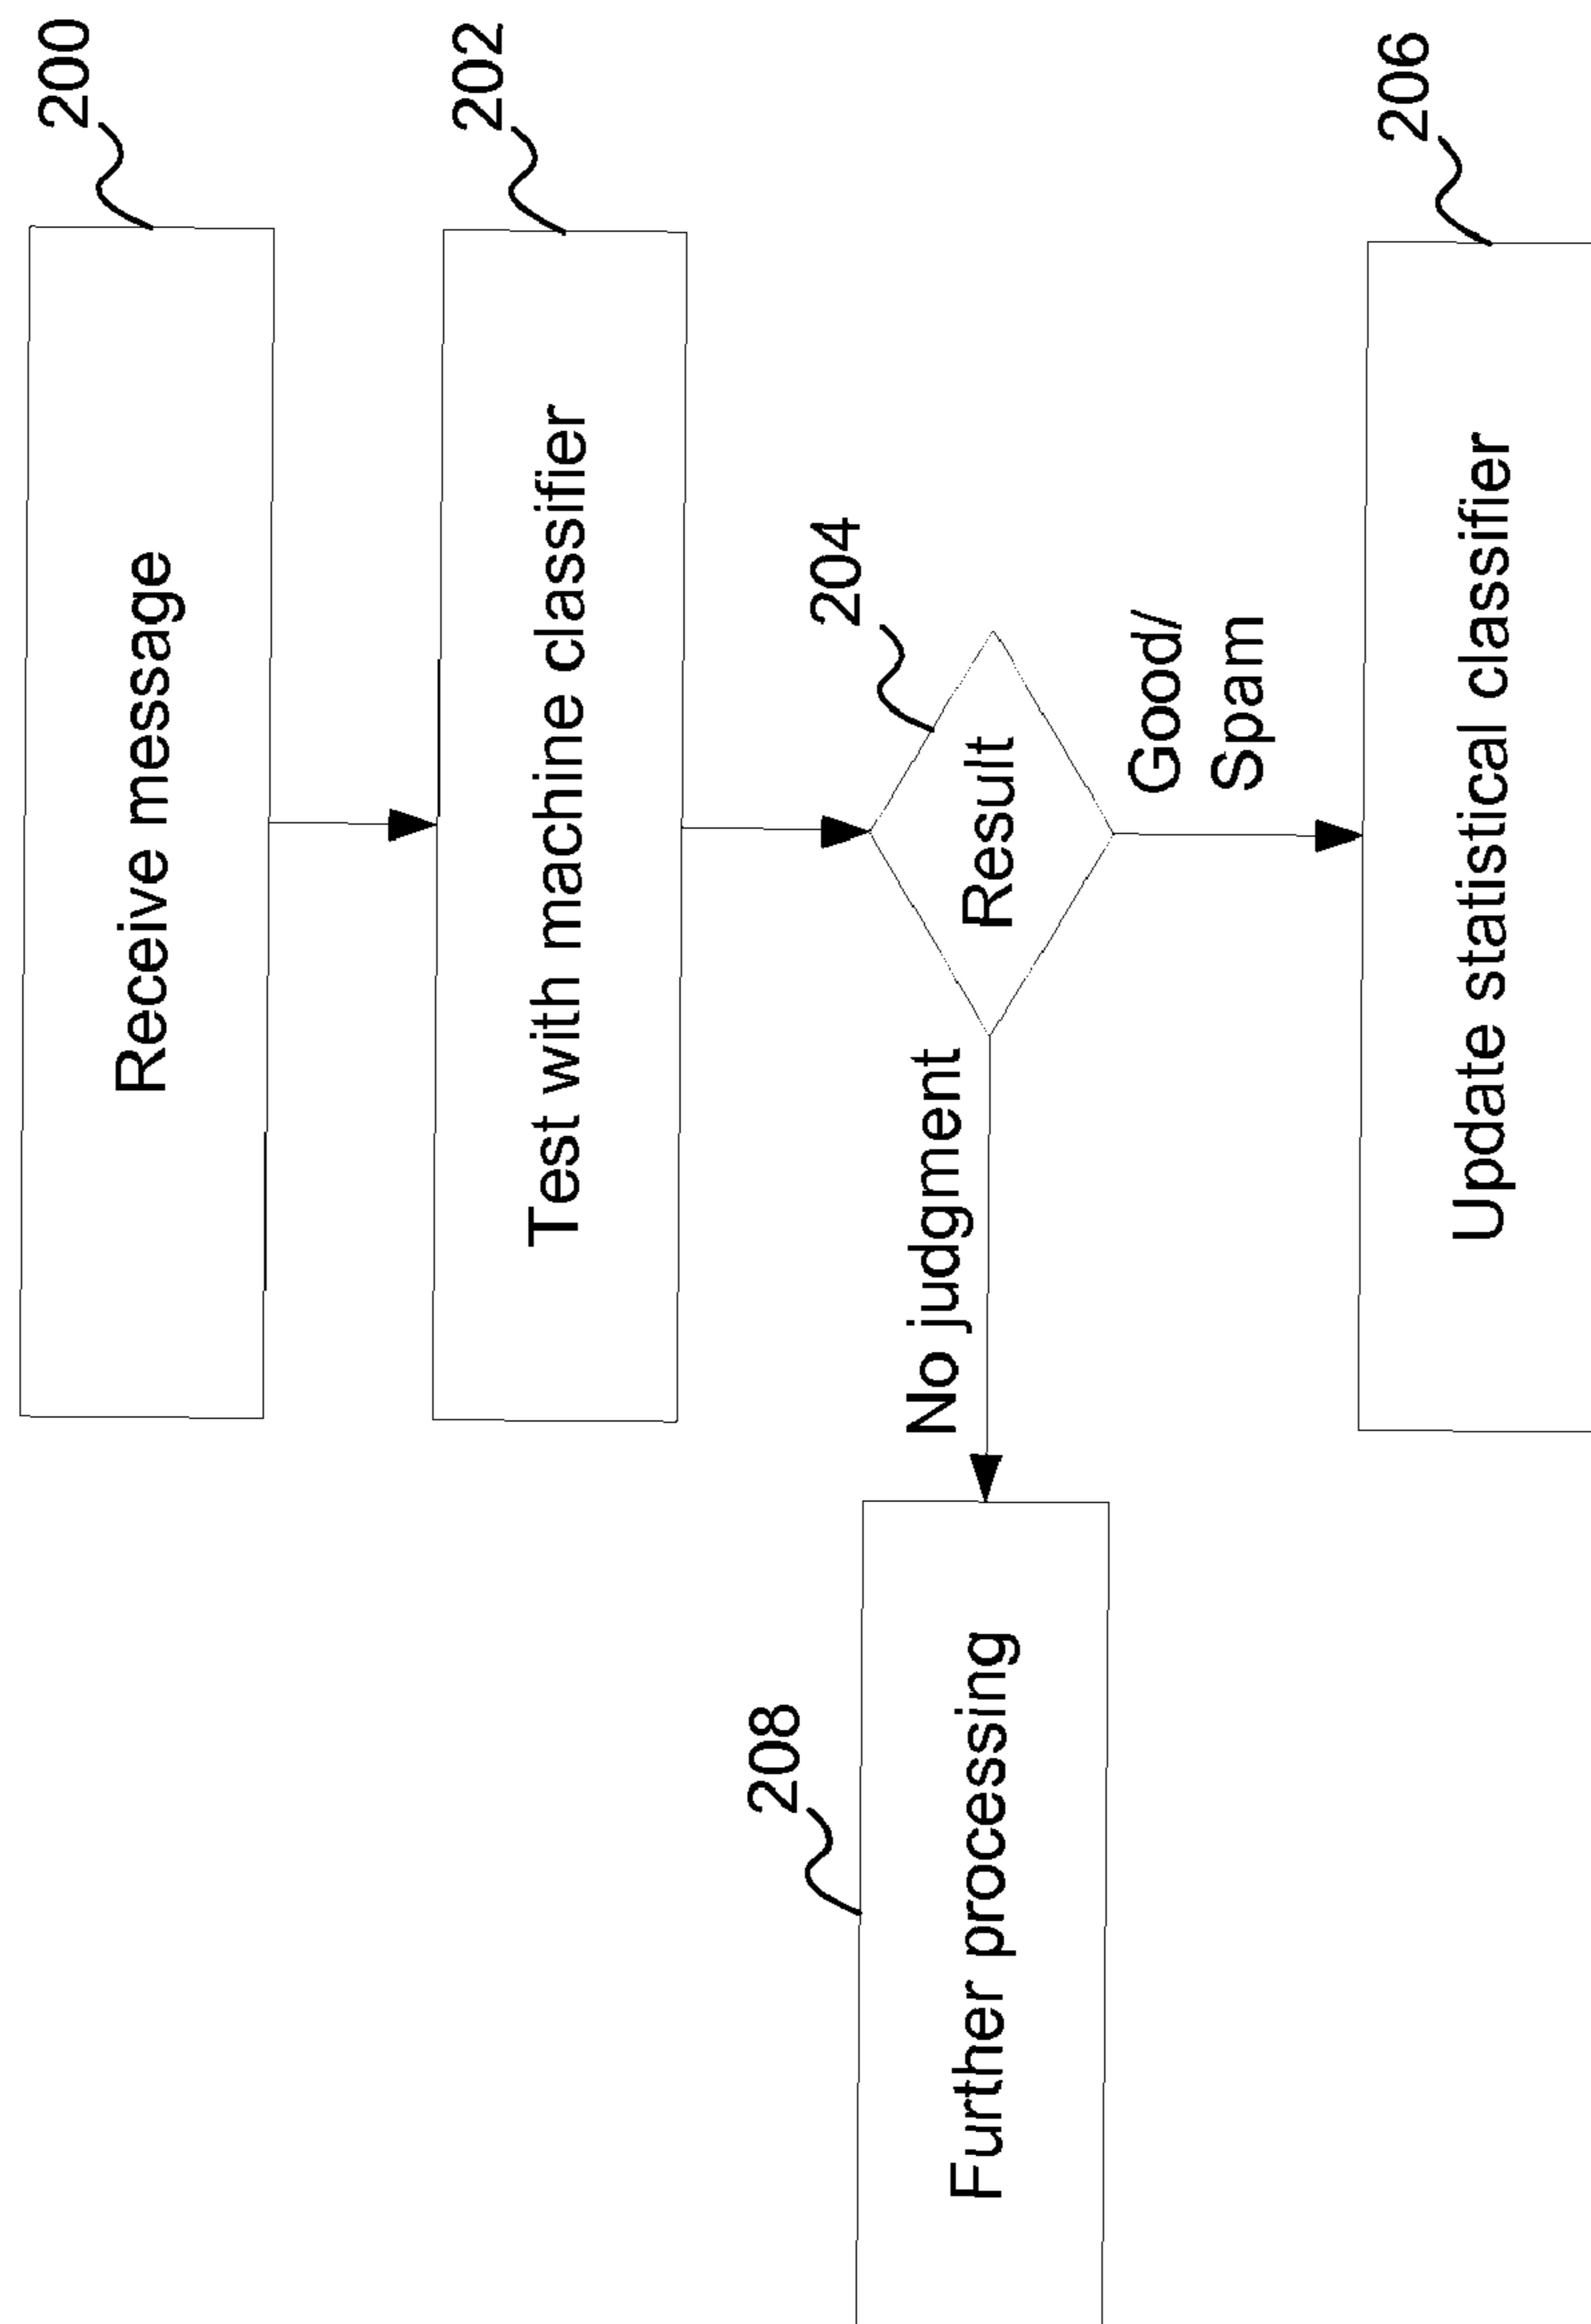 200
Receive message
202
Test with machine classifier
204
Result
No judgment
Good/
Spam
208
Further processing
206
Update statistical classifier